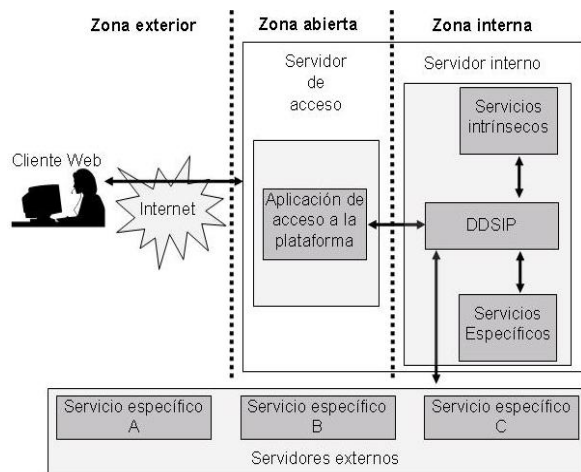 Zona exterior
Zona abierta
Zona interna
Servidor
de
acceso
Servidor interno
Servicios
intrínsecos
Cliente Web
Internet
Aplicación de
acceso a la
plataforma
DDSIP
Servicios
Específicos
Servicio específico
A
Servicio específico
B
Servicio específico
C
Servidores externos